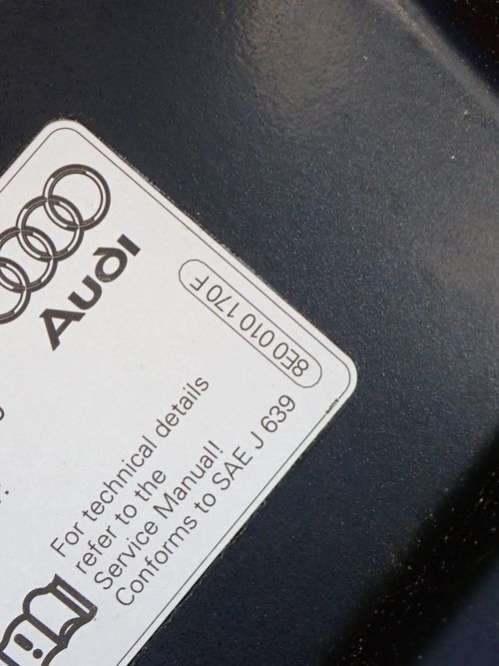 Audi
8E0 010 170 F
For technical details
refer to the
Service Manual!
Conforms to SAE J 639